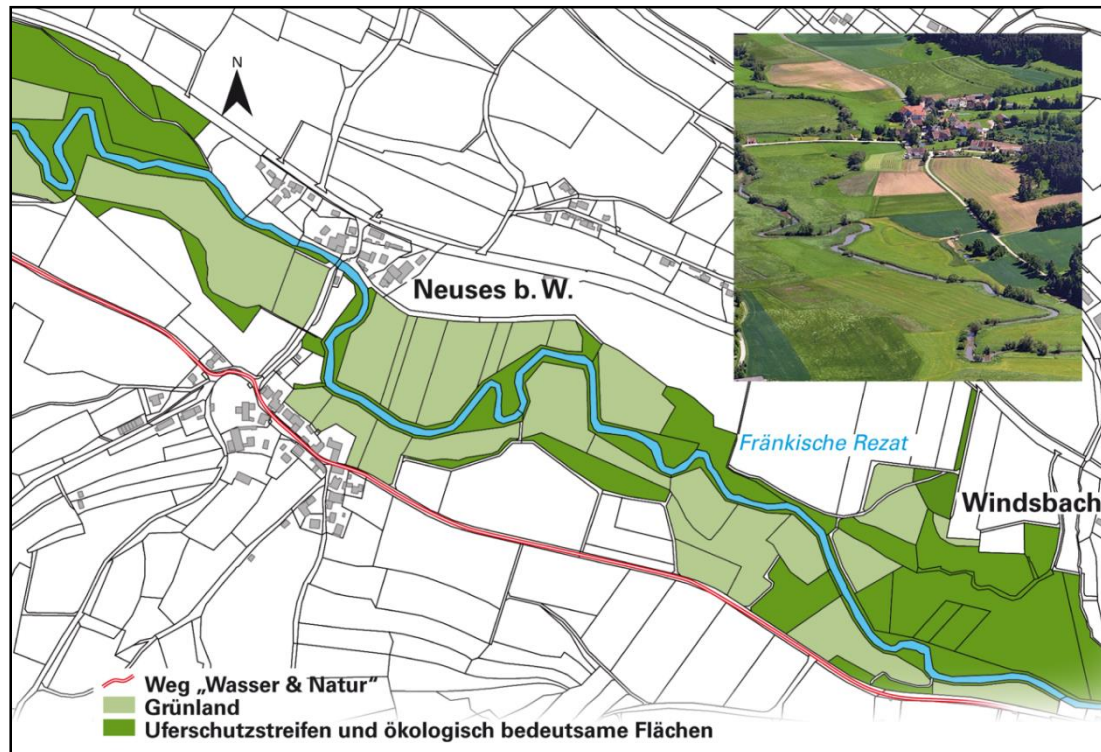 N
Neuses b. W.
Fränkische Rezat
Windsbach
Weg „Wasser & Natur"
Grünland
Uferschutzstreifen und ökologisch bedeutsame Flächen